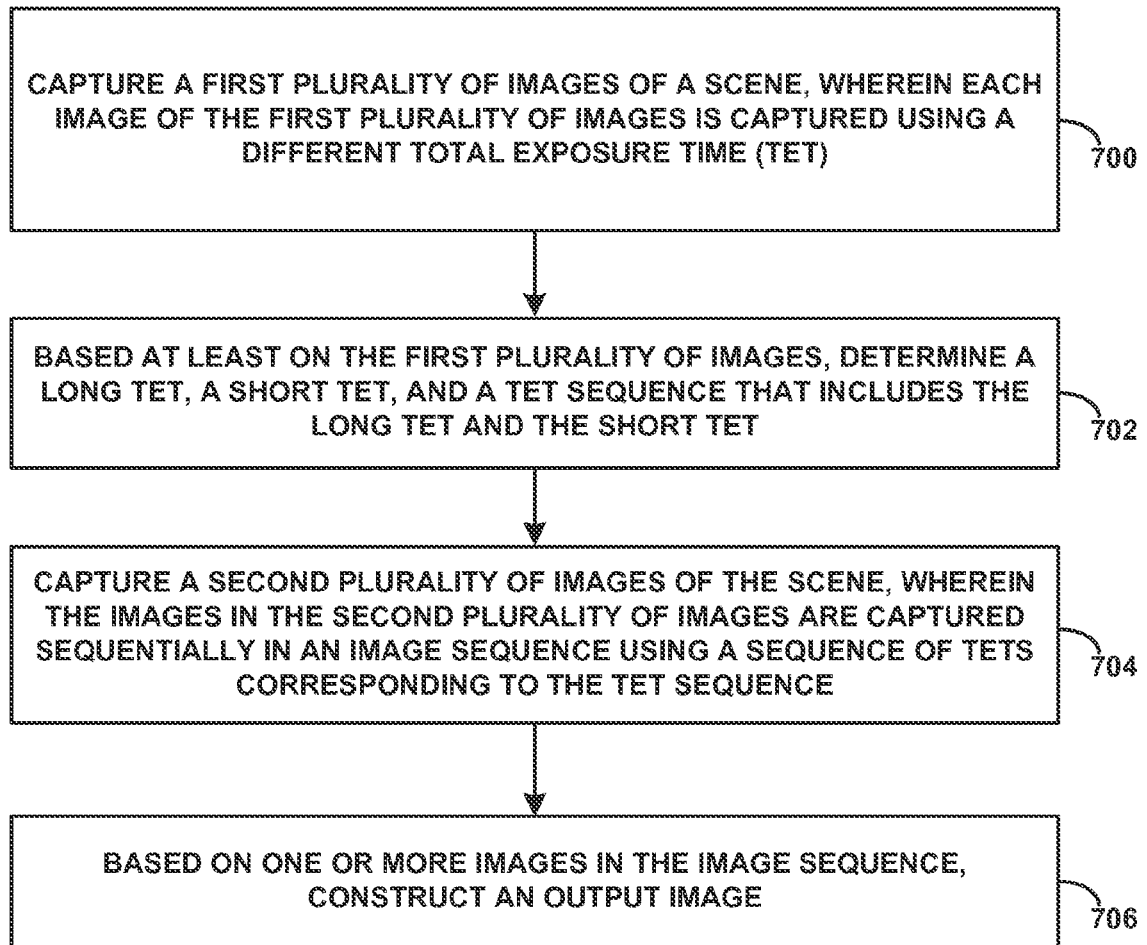 CAPTURE A FIRST PLURALITY OF IMAGES OF A SCENE, WHEREIN EACH
IMAGE OF THE FIRST PLURALITY OF IMAGES IS CAPTURED USING A
DIFFERENT TOTAL EXPOSURE TIME (TET)
700
BASED AT LEAST ON THE FIRST PLURALITY OF IMAGES, DETERMINE A
LONG TET, A SHORT TET, AND A TET SEQUENCE THAT INCLUDES THE
LONG TET AND THE SHORT TET
702
CAPTURE A SECOND PLURALITY OF IMAGES OF THE SCENE, WHEREIN
THE IMAGES IN THE SECOND PLURALITY OF IMAGES ARE CAPTURED
SEQUENTIALLY IN AN IMAGE SEQUENCE USING A SEQUENCE OF TETS
CORRESPONDING TO THE TET SEQUENCE
704
BASED ON ONE OR MORE IMAGES IN THE IMAGE SEQUENCE,
CONSTRUCT AN OUTPUT IMAGE
706